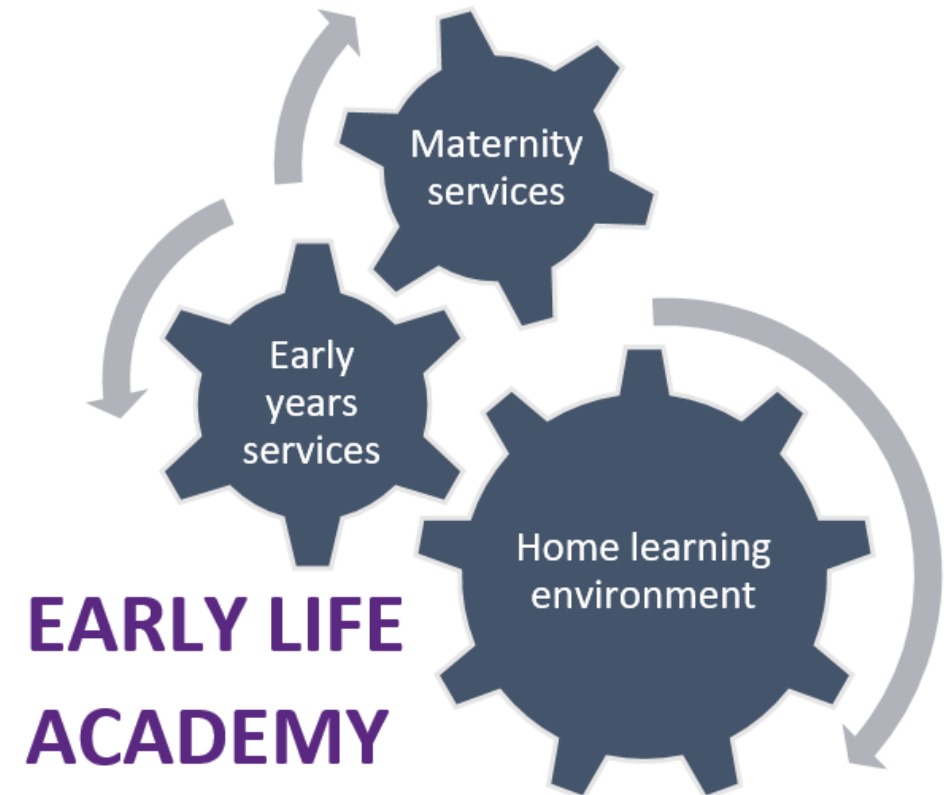 Maternity
services
Early
years
services
Home learning
environment
EARLY LIFE
ACADEMY